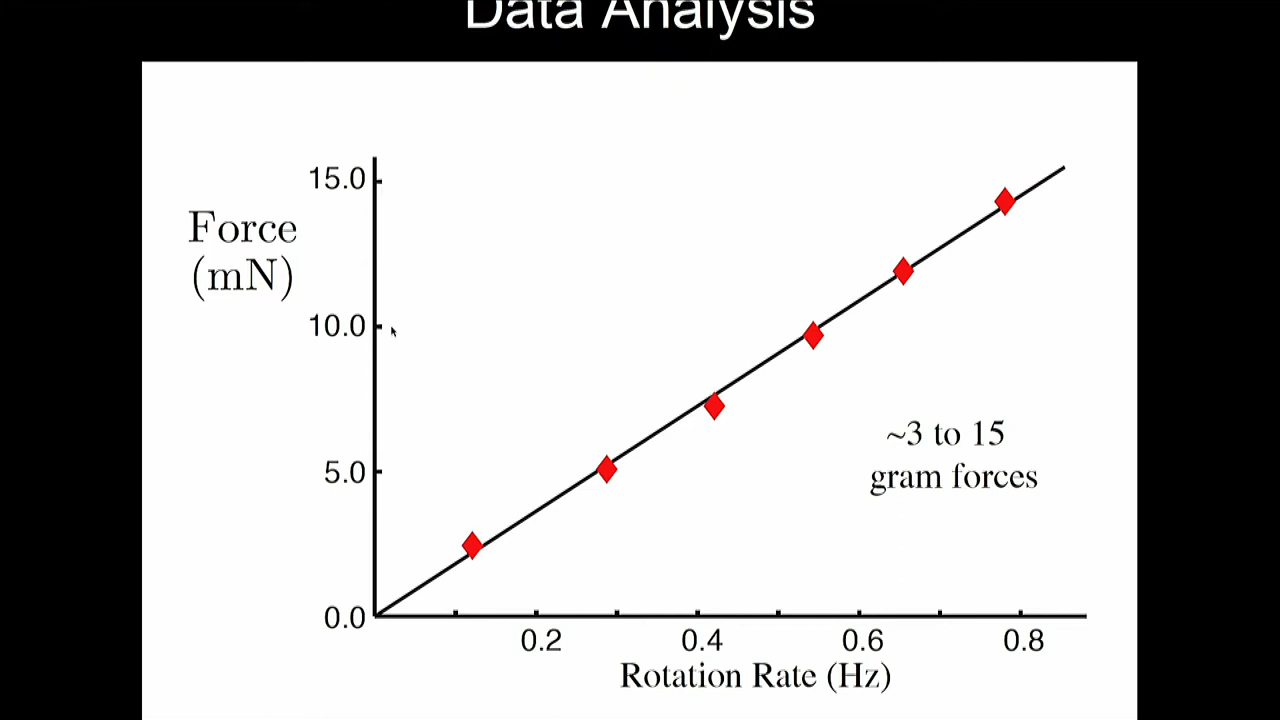 Data Analysis
15.0
Force
(mN)
10.0
~3 to 15
gram forces
5.0
0.0
0.2 0.4 0.6 0.8
Rotation Rate (Hz)